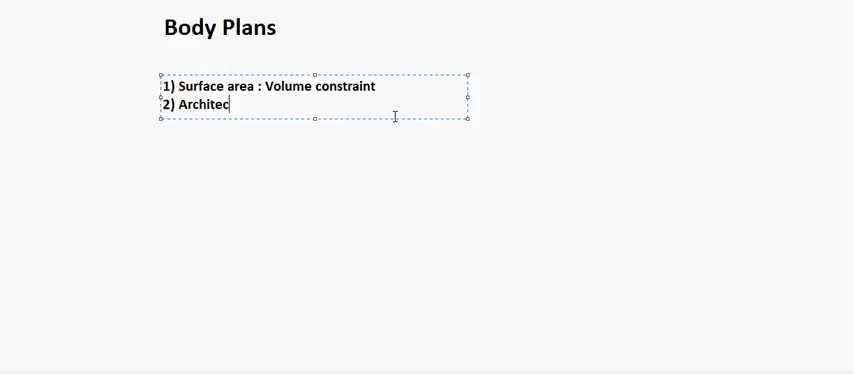 Body Plans
1) Surface area : Volume constraint
2) Architec